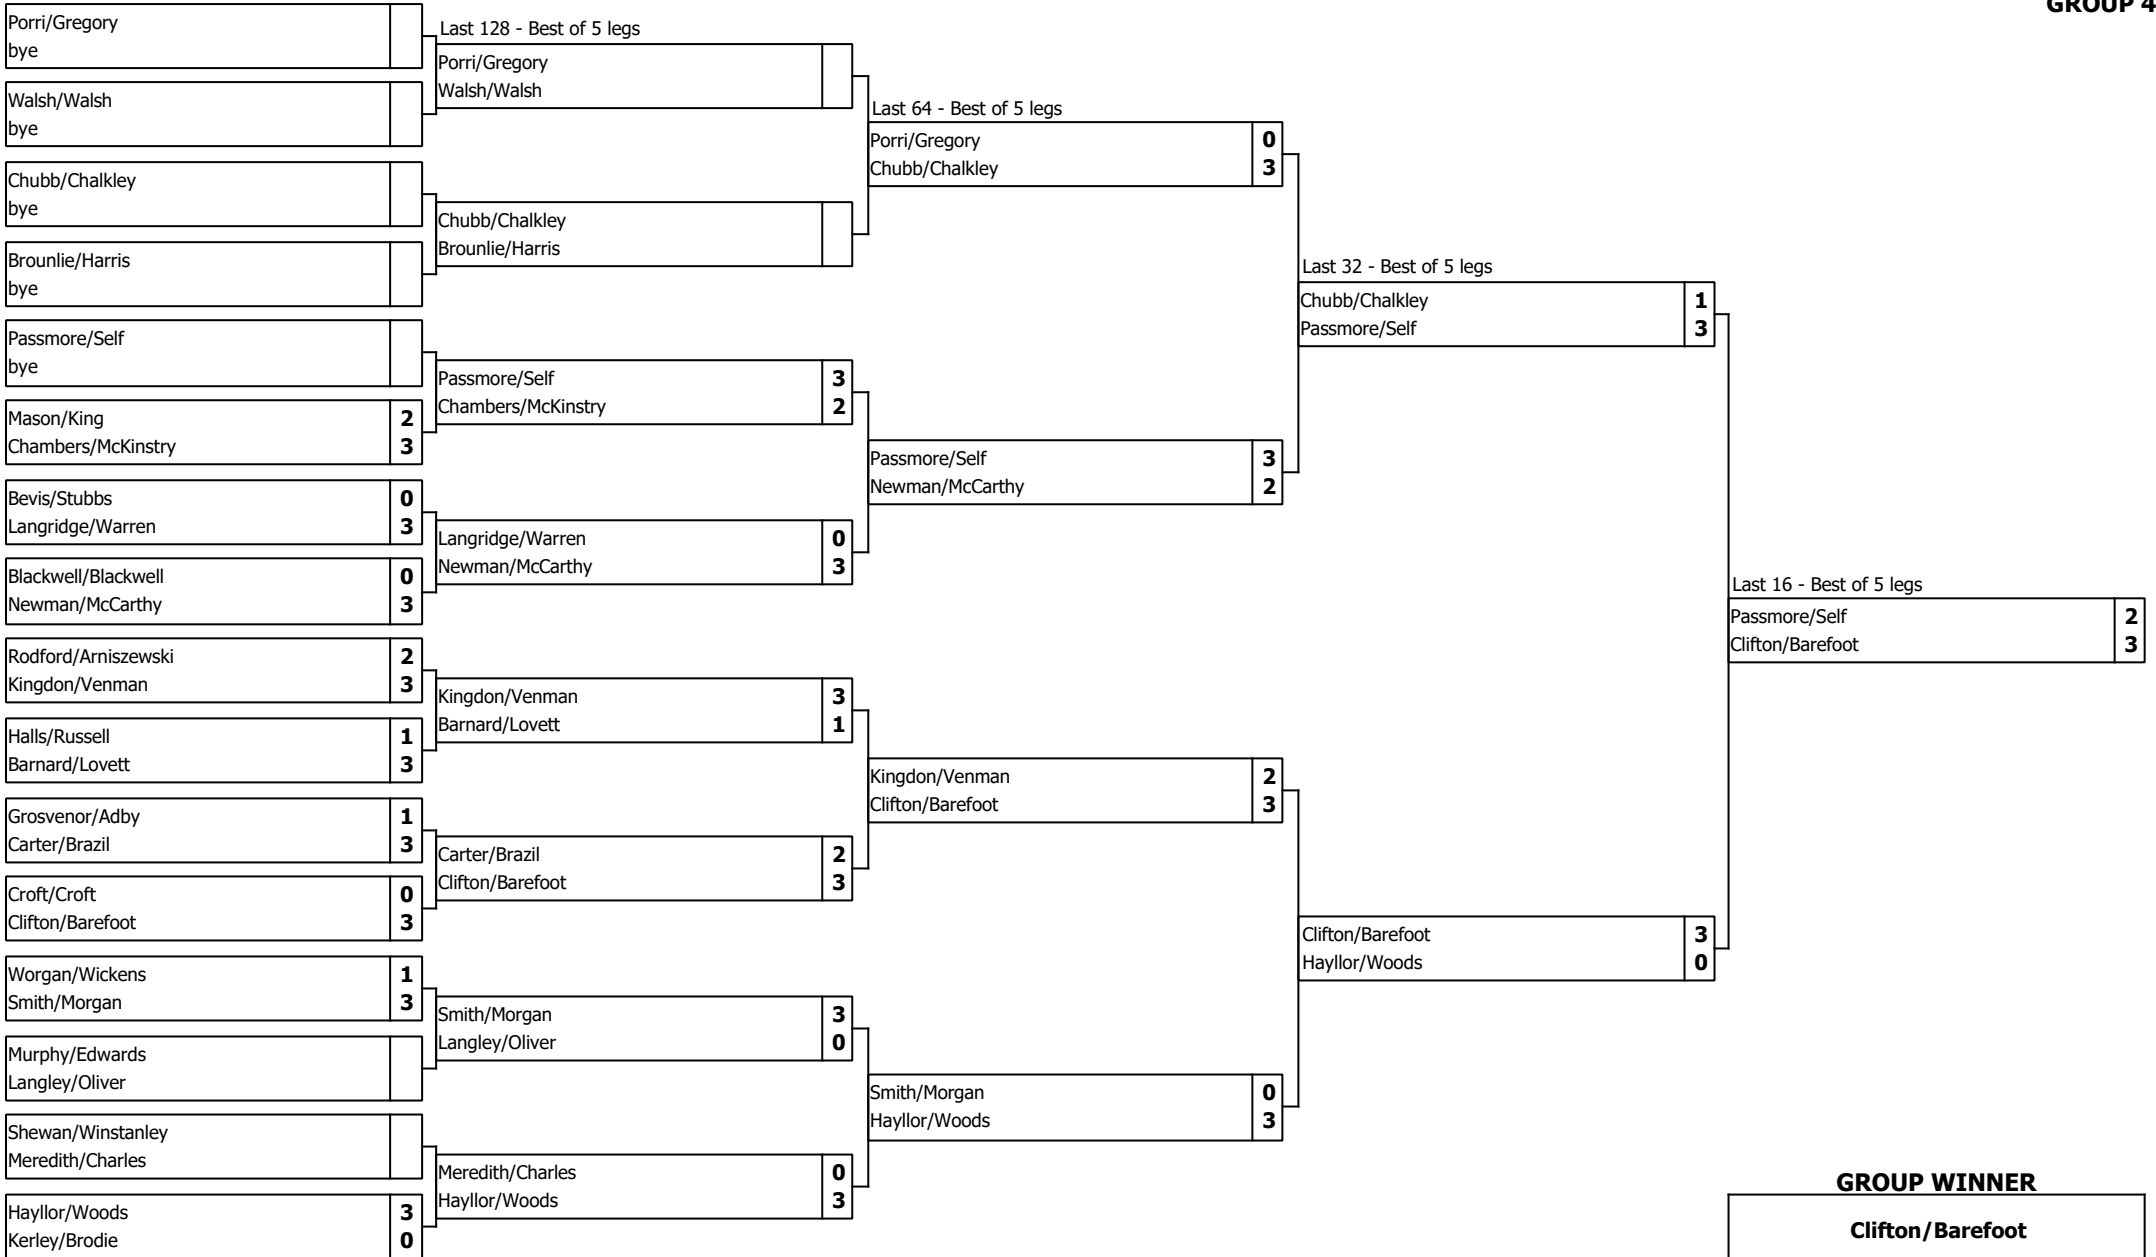 GROUP 4
Porri/Gregory
bye
Walsh/Walsh
bye
Chubb/Chalkley
bye
Brounlie/Harris
bye
Passmore/Self
bye
Mason/King 2
Chambers/McKinstry 3
Bevis/Stubbs 0
Langridge/Warren 3
Blackwell/Blackwell 0
Newman/McCarthy 3
Rodford/Arniszewski 2
Kingdon/Venman 3
Halls/Russell 1
Barnard/Lovett 3
Grosvenor/Adby 1
Carter/Brazil 3
Croft/Croft 0
Clifton/Barefoot 3
Worgan/Wickens 1
Smith/Morgan 3
Murphy/Edwards
Langley/Oliver
Shewan/Winstanley
Meredith/Charles
Hayllor/Woods 3
Kerley/Brodie 0
Last 128 - Best of 5 legs
Porri/Gregory
Walsh/Walsh
Chubb/Chalkley
Brounlie/Harris
Passmore/Self 3
Chambers/McKinstry 2
Langridge/Warren 0
Newman/McCarthy 3
Kingdon/Venman 3
Barnard/Lovett 1
Carter/Brazil 2
Clifton/Barefoot 3
Smith/Morgan 3
Langley/Oliver 0
Meredith/Charles 0
Hayllor/Woods 3
Last 64 - Best of 5 legs
Porri/Gregory 0
Chubb/Chalkley 3
Passmore/Self 3
Newman/McCarthy 2
Kingdon/Venman 2
Clifton/Barefoot 3
Smith/Morgan 0
Hayllor/Woods 3
Last 32 - Best of 5 legs
Chubb/Chalkley 1
Passmore/Self 3
Clifton/Barefoot 3
Hayllor/Woods 0
Last 16 - Best of 5 legs
Passmore/Self 2
Clifton/Barefoot 3
GROUP WINNER
Clifton/Barefoot